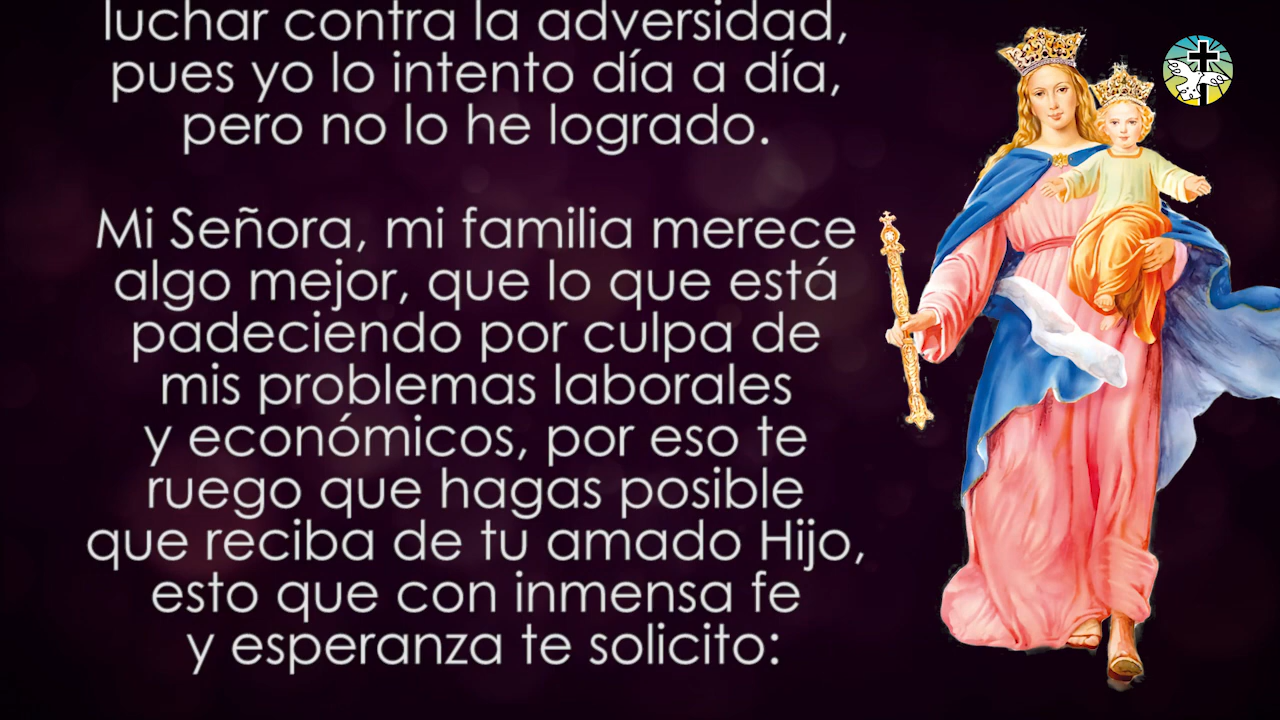 luchar contra la adversidad,
pues yo lo intento día a día,
pero no lo he logrado.
Mi Señora, mi familia merece
algo mejor, que lo que está
padeciendo por culpa de
mis problemas laborales
y económicos, por eso te
ruego que hagas posible
que reciba de tu amado Hijo,
esto que con inmensa fe
y esperanza te solicito: